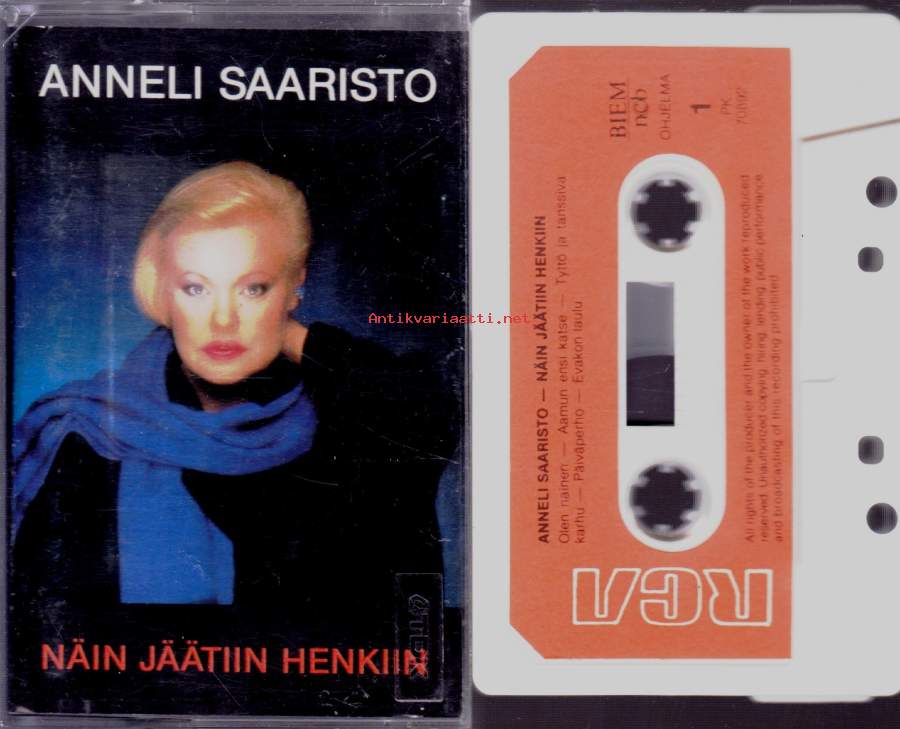 ANNELI SAARISTO
NÄIN JÄÄTIIN HENKIIN
Antikvariaatti.net
BIEM
ncb
OHJELMA
1
PK
70892
ANNELI SAARISTO — NÄIN JÄÄTIIN HENKIIN
Olen nainen — Aamun ensi katse — Tyttö ja tanssiva
karhu — Päiväperho — Evakon laulu
All rights of the producer and the owner of the work reproduced
reserved. Unauthorized copying, hiring, lending, public performance
and broadcasting of this recording prohibited
RCA